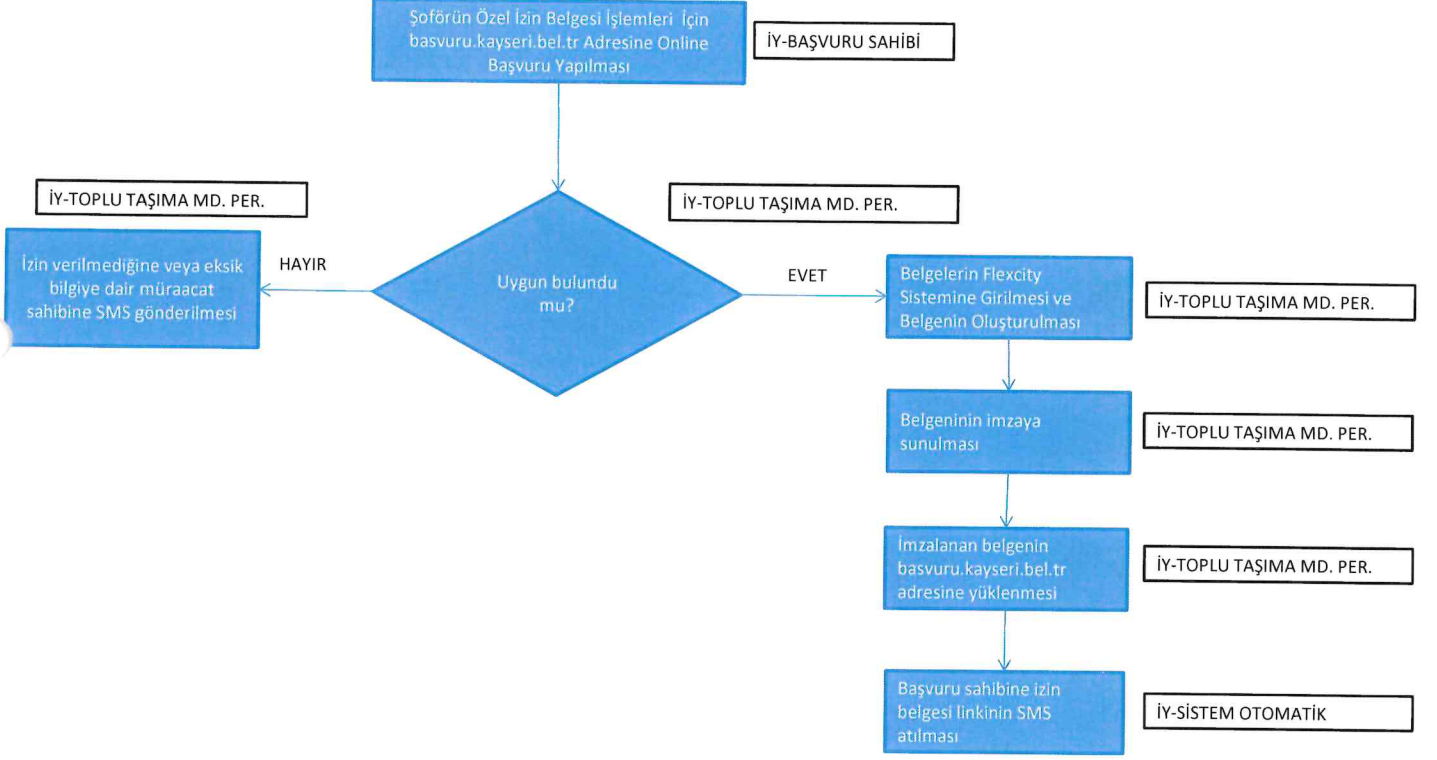 Şoförün Özel İzin Belgesi İşlemleri İçin
basvuru.kayseri.bel.tr Adresine Online
Başvuru Yapılması
İY-BAŞVURU SAHİBİ
İY-TOPLU TAŞIMA MD. PER.
İY-TOPLU TAŞIMA MD. PER.
İzin verilmediğine veya eksik
bilgiye dair müraacat
sahibine SMS gönderilmesi
HAYIR
Uygun bulundu
mu?
EVET
Belgelerin Flexcity
Sistemine Girilmesi ve
Belgenin Oluşturulması
İY-TOPLU TAŞIMA MD. PER.
Belgeninin imzaya
sunulması
İY-TOPLU TAŞIMA MD. PER.
İmzalanan belgenin
basvuru.kayseri.bel.tr
adresine yüklenmesi
İY-TOPLU TAŞIMA MD. PER.
Başvuru sahibine izin
belgesi linkinin SMS
atılması
İY-SİSTEM OTOMATİK